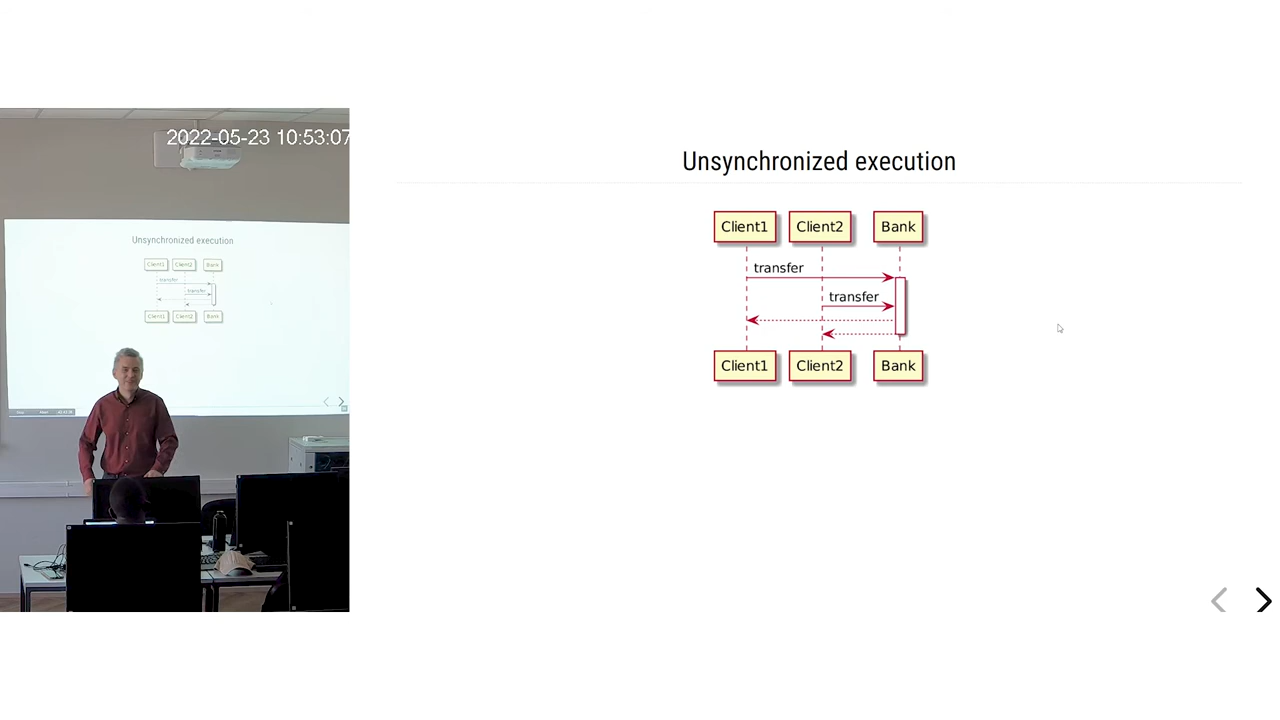 2022-05-23 10:53:07
Unsynchronized execution
Client1 Client2 Bank
transfer
transfer
Client1 Client2 Bank
Unsynchronized execution
Client1 Client2 Bank
transfer
transfer
Client1 Client2 Bank